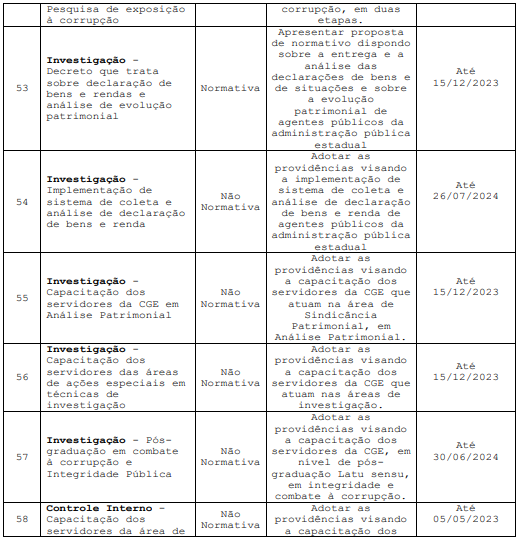 Pesquisa de exposição
à corrupção
corrupção, em duas
etapas.
53
Investigação –
Decreto que trata
sobre declaração de
bens e rendas e
análise de evolução
patrimonial
Normativa
Apresentar proposta
de normativo dispondo
sobre a entrega e a
análise das
declarações de bens e
de situações e sobre
a evolução
patrimonial de
agentes públicos da
administração pública
estadual
Até
15/12/2023
54
Investigação –
Implementação de
sistema de coleta e
análise de declaração
de bens e renda
Não
Normativa
Adotar as
providências visando
a implementação de
sistema de coleta e
análise de declaração
de bens e renda de
agentes públicos da
administração pública
estadual
Até
26/07/2024
55
Investigação –
Capacitação dos
servidores da CGE em
Análise Patrimonial
Não
Normativa
Adotar as
providências visando
a capacitação dos
servidores da CGE que
atuam na área de
Sindicância
Patrimonial, em
Análise Patrimonial.
Até
15/12/2023
56
Investigação –
Capacitação dos
servidores das áreas
de ações especiais em
técnicas de
investigação
Não
Normativa
Adotar as
providências visando
a capacitação dos
servidores da CGE que
atuam nas áreas de
investigação.
Até
15/12/2023
57
Investigação – Pós-
graduação em combate
à corrupção e
Integridade Pública
Não
Normativa
Adotar as
providências visando
a capacitação dos
servidores da CGE, em
nível de pós-
graduação Latu sensu,
em integridade e
combate à corrupção.
Até
30/06/2024
58
Controle Interno –
Capacitação dos
servidores da área de
Não
Normativa
Adotar as
providências visando
a capacitação dos
Até
05/05/2023